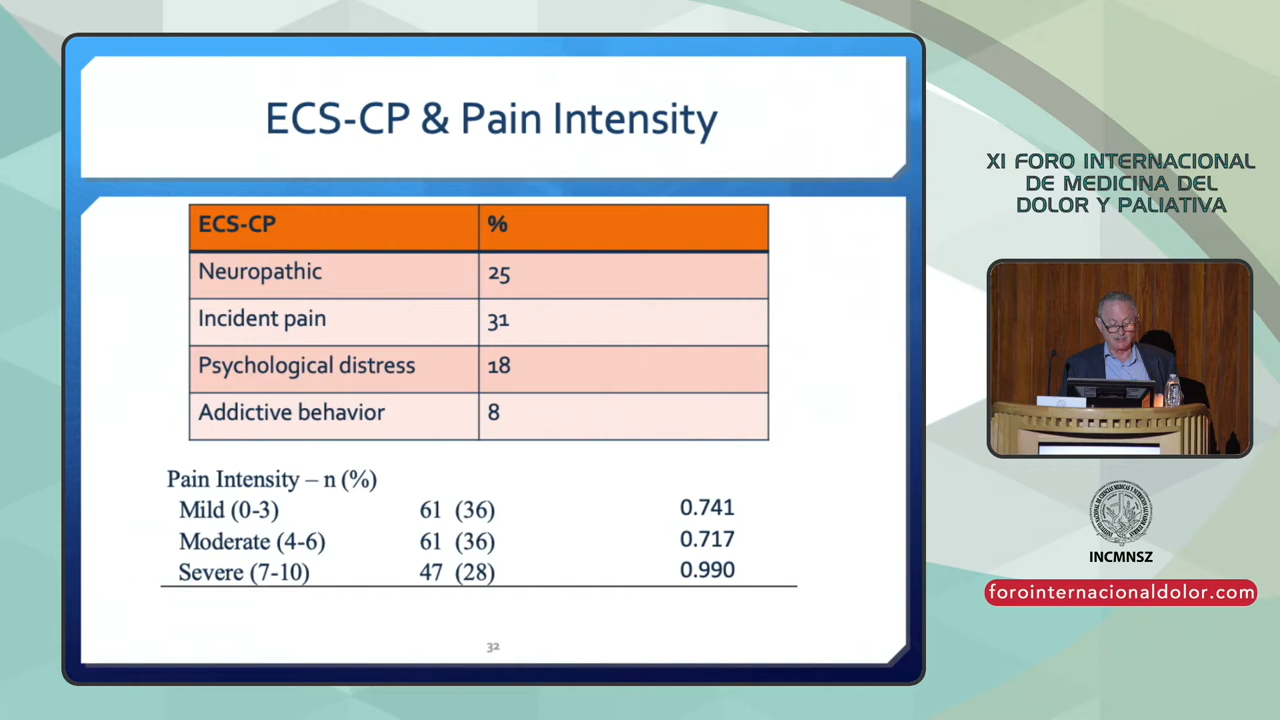 ECS-CP & Pain Intensity
ECS-CP %
Neuropathic 25
Incident pain 31
Psychological distress 18
Addictive behavior 8
Pain Intensity – n (%)
Mild (0-3) 61 (36) 0.741
Moderate (4-6) 61 (36) 0.717
Severe (7-10) 47 (28) 0.990
32
XI FORO INTERNACIONAL
DE MEDICINA DEL
DOLOR Y PALIATIVA
INCMNSZ
forointernacionaldolor.com